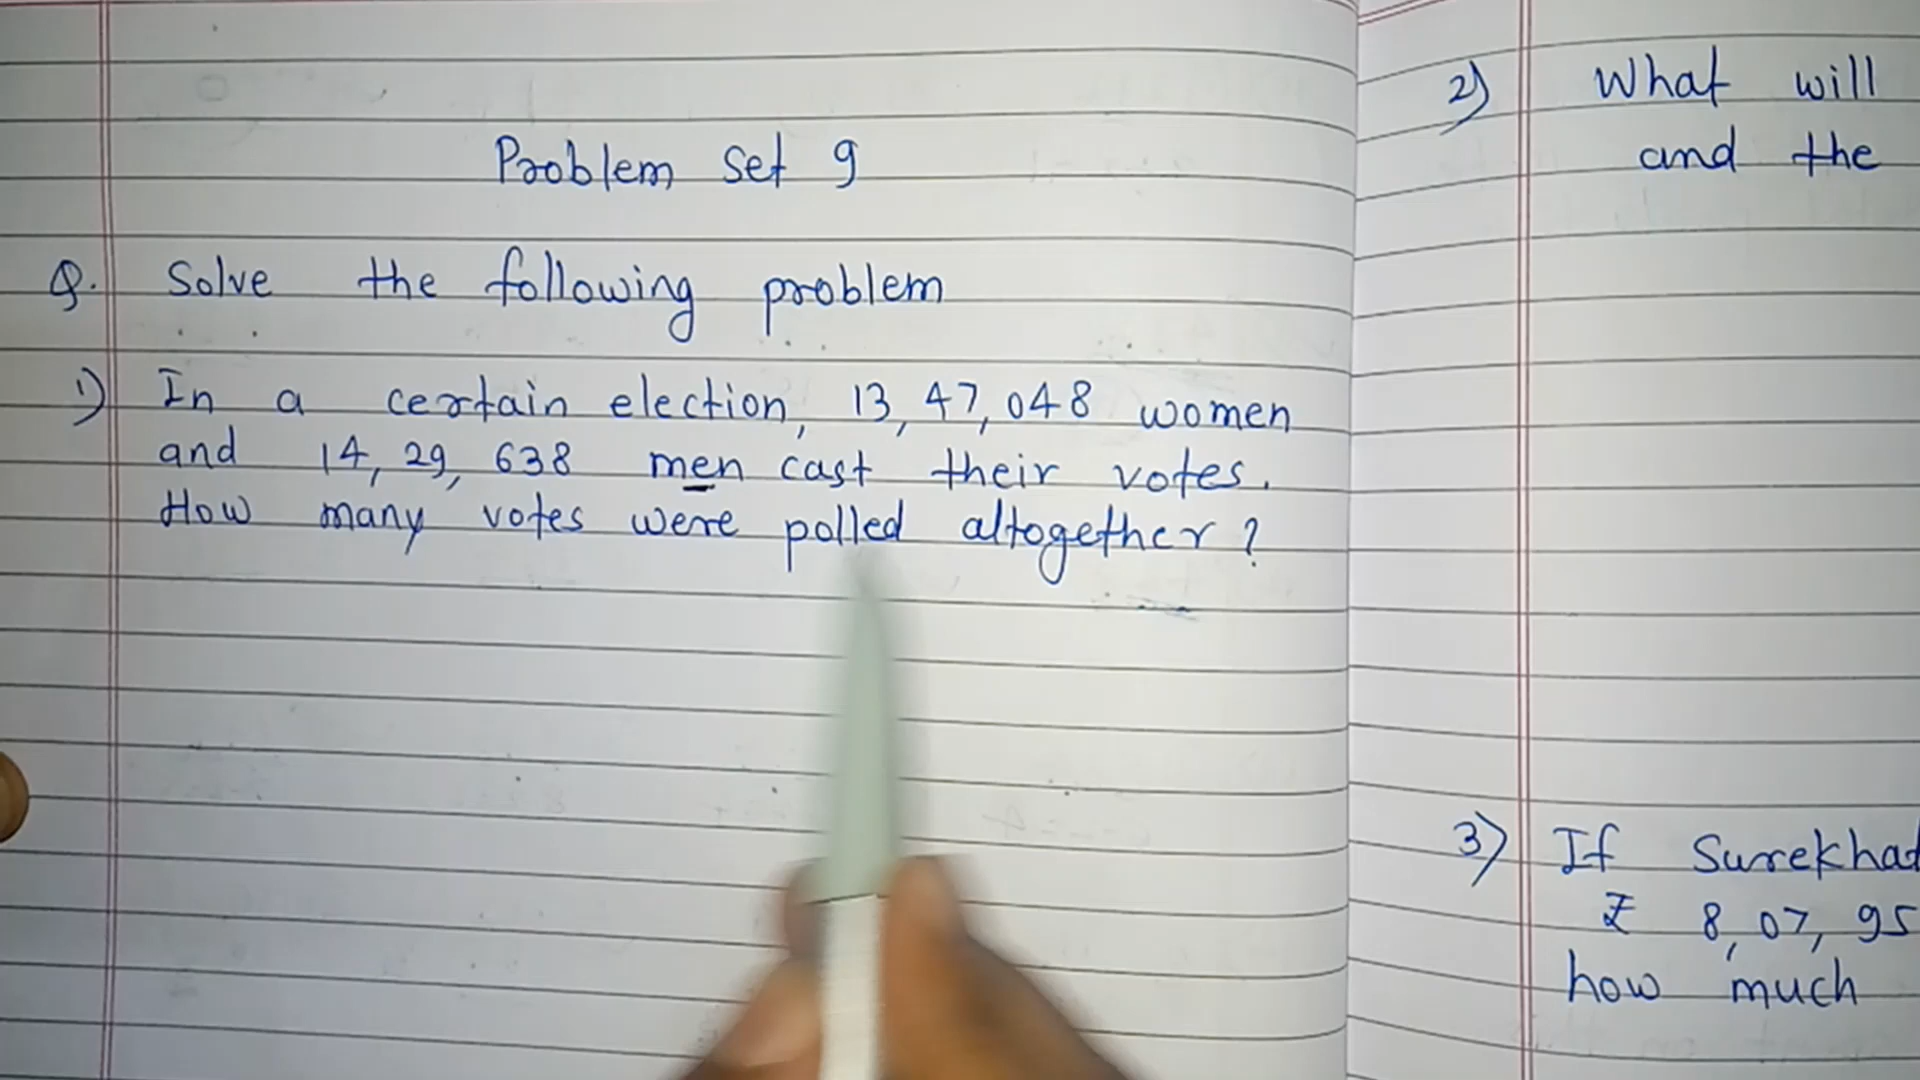 Problem Set 9
Q. Solve the following problem
1) In a certain election, 13,47,048 women
and 14,29,638 men cast their votes.
How many votes were polled altogether?
2) What will
and the
3) If Surekha
₹ 8,07,95
how much